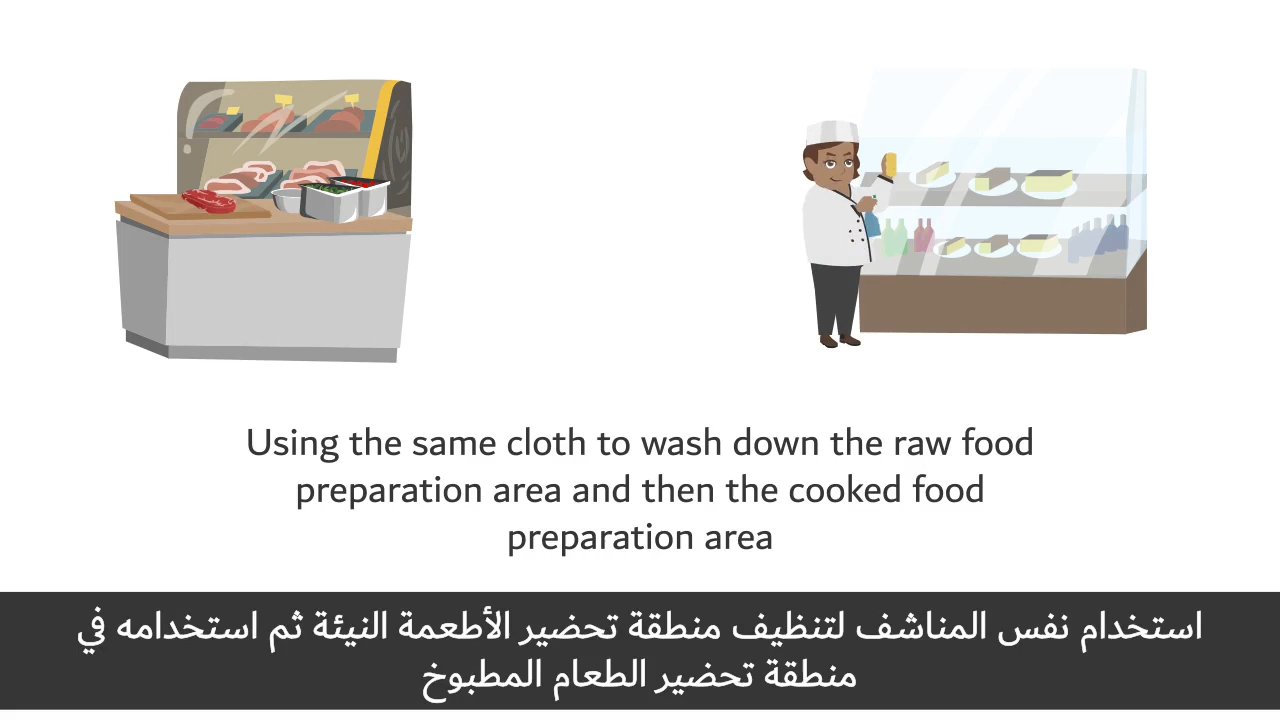 Using the same cloth to wash down the raw food
preparation area and then the cooked food
preparation area
استخدام نفس المناشف لتنظيف منطقة تحضير الأطعمة النيئة ثم استخدامه في
منطقة تحضير الطعام المطبوخ